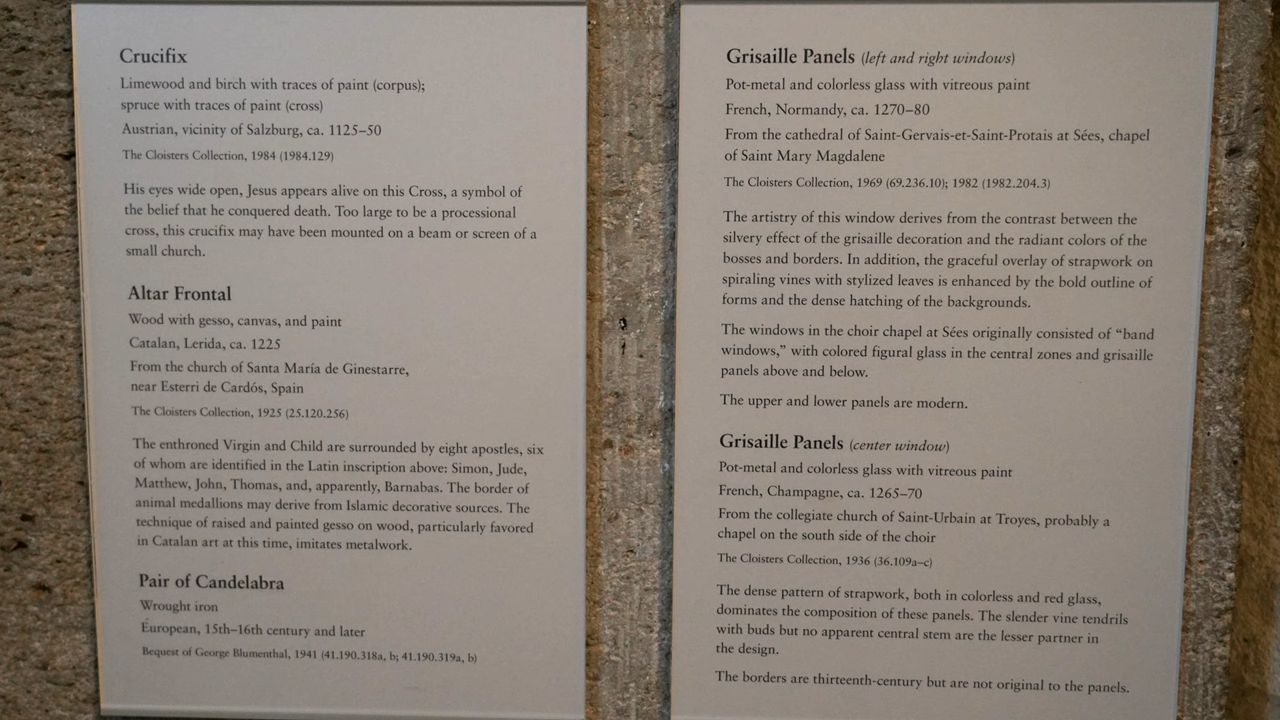 Crucifix
Limewood and birch with traces of paint (corpus);
spruce with traces of paint (cross)
Austrian, vicinity of Salzburg, ca. 1125–50
The Cloisters Collection, 1984 (1984.129)
His eyes wide open, Jesus appears alive on this Cross, a symbol of
the belief that he conquered death. Too large to be a processional
cross, this crucifix may have been mounted on a beam or screen of a
small church.
Altar Frontal
Wood with gesso, canvas, and paint
Catalan, Lerida, ca. 1225
From the church of Santa María de Ginestarre,
near Esterri de Cardós, Spain
The Cloisters Collection, 1925 (25.120.256)
The enthroned Virgin and Child are surrounded by eight apostles, six
of whom are identified in the Latin inscription above: Simon, Jude,
Matthew, John, Thomas, and, apparently, Barnabas. The border of
animal medallions may derive from Islamic decorative sources. The
technique of raised and painted gesso on wood, particularly favored
in Catalan art at this time, imitates metalwork.
Pair of Candelabra
Wrought iron
European, 15th–16th century and later
Bequest of George Blumenthal, 1941 (41.190.318a, b; 41.190.319a, b)
Grisaille Panels (left and right windows)
Pot-metal and colorless glass with vitreous paint
French, Normandy, ca. 1270–80
From the cathedral of Saint-Gervais-et-Saint-Protais at Sées, chapel
of Saint Mary Magdalene
The Cloisters Collection, 1969 (69.236.10); 1982 (1982.204.3)
The artistry of this window derives from the contrast between the
silvery effect of the grisaille decoration and the radiant colors of the
bosses and borders. In addition, the graceful overlay of strapwork on
spiraling vines with stylized leaves is enhanced by the bold outline of
forms and the dense hatching of the backgrounds.
The windows in the choir chapel at Sées originally consisted of “band
windows,” with colored figural glass in the central zones and grisaille
panels above and below.
The upper and lower panels are modern.
Grisaille Panels (center window)
Pot-metal and colorless glass with vitreous paint
French, Champagne, ca. 1265–70
From the collegiate church of Saint-Urbain at Troyes, probably a
chapel on the south side of the choir
The Cloisters Collection, 1936 (36.109a–c)
The dense pattern of strapwork, both in colorless and red glass,
dominates the composition of these panels. The slender vine tendrils
with buds but no apparent central stem are the lesser partner in
the design.
The borders are thirteenth-century but are not original to the panels.